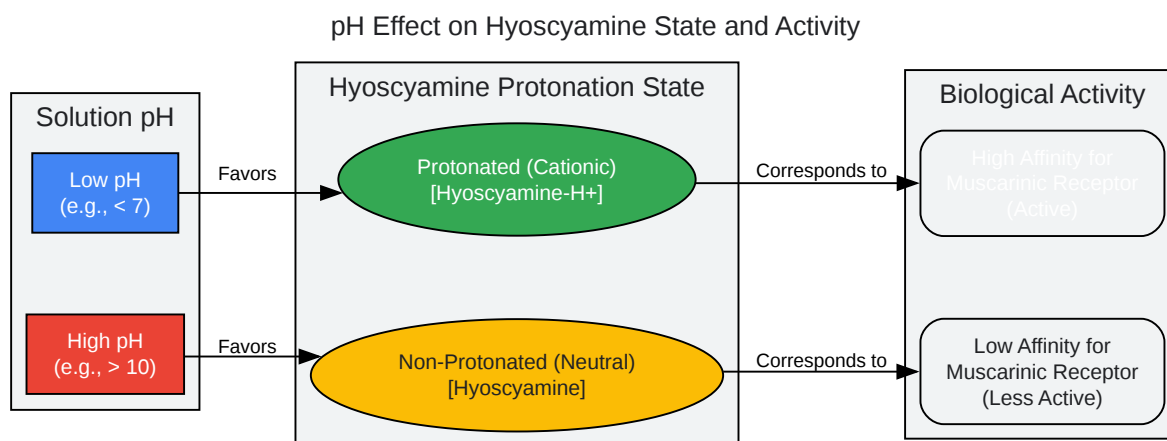 pH Effect on Hyoscyamine State and Activity
Solution pH
Low pH
(e.g., < 7)
High pH
(e.g., > 10)
Favors
Favors
Hyoscyamine Protonation State
Protonated (Cationic)
[Hyoscyamine-H+]
Non-Protonated (Neutral)
[Hyoscyamine]
Corresponds to
Corresponds to
Biological Activity
High Affinity for
Muscarinic Receptor
(Active)
Low Affinity for
Muscarinic Receptor
(Less Active)